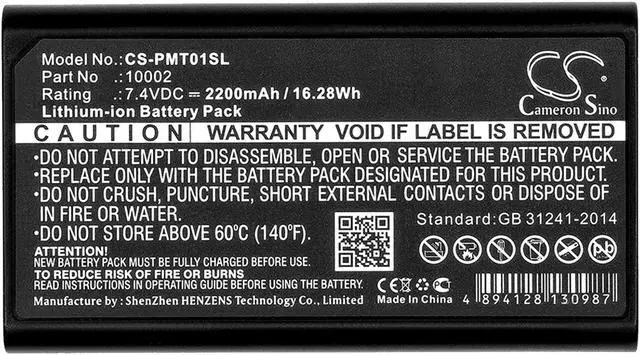 Model No.:CS-PMT01SL
Part No :10002
Rating :7.4VDC ⎓ 2200mAh / 16.28Wh
Lithium-ion Battery Pack
CS
Cameron Sino
CAUTION WARRANTY VOID IF LABEL IS REMOVED
•DO NOT ATTEMPT TO DISASSEMBLE, OPEN OR SERVICE THE BATTERY PACK.
•REPLACE ONLY WITH THE BATTERY PACK DESIGNATED FOR THIS PRODUCT.
•DO NOT CRUSH, PUNCTURE, SHORT EXTERNAL CONTACTS OR DISPOSE OF
IN FIRE OR WATER.
•DO NOT STORE ABOVE 60°C (140°F).
Standard:GB 31241-2014
ATTENTION!
NEW BATTERY PACK MUST BE FULLY CHARGED BEFORE INITIAL USE.
TO REDUCE RISK OF FIRE OR BURNS
READ INSTRUCTIONS IN OPERATING GUIDE BEFORE USING BATTERY.
Manufacture by : ShenZhen HENZENS Technology Co., Limited
CE FC
Made In China
4 894128 130987